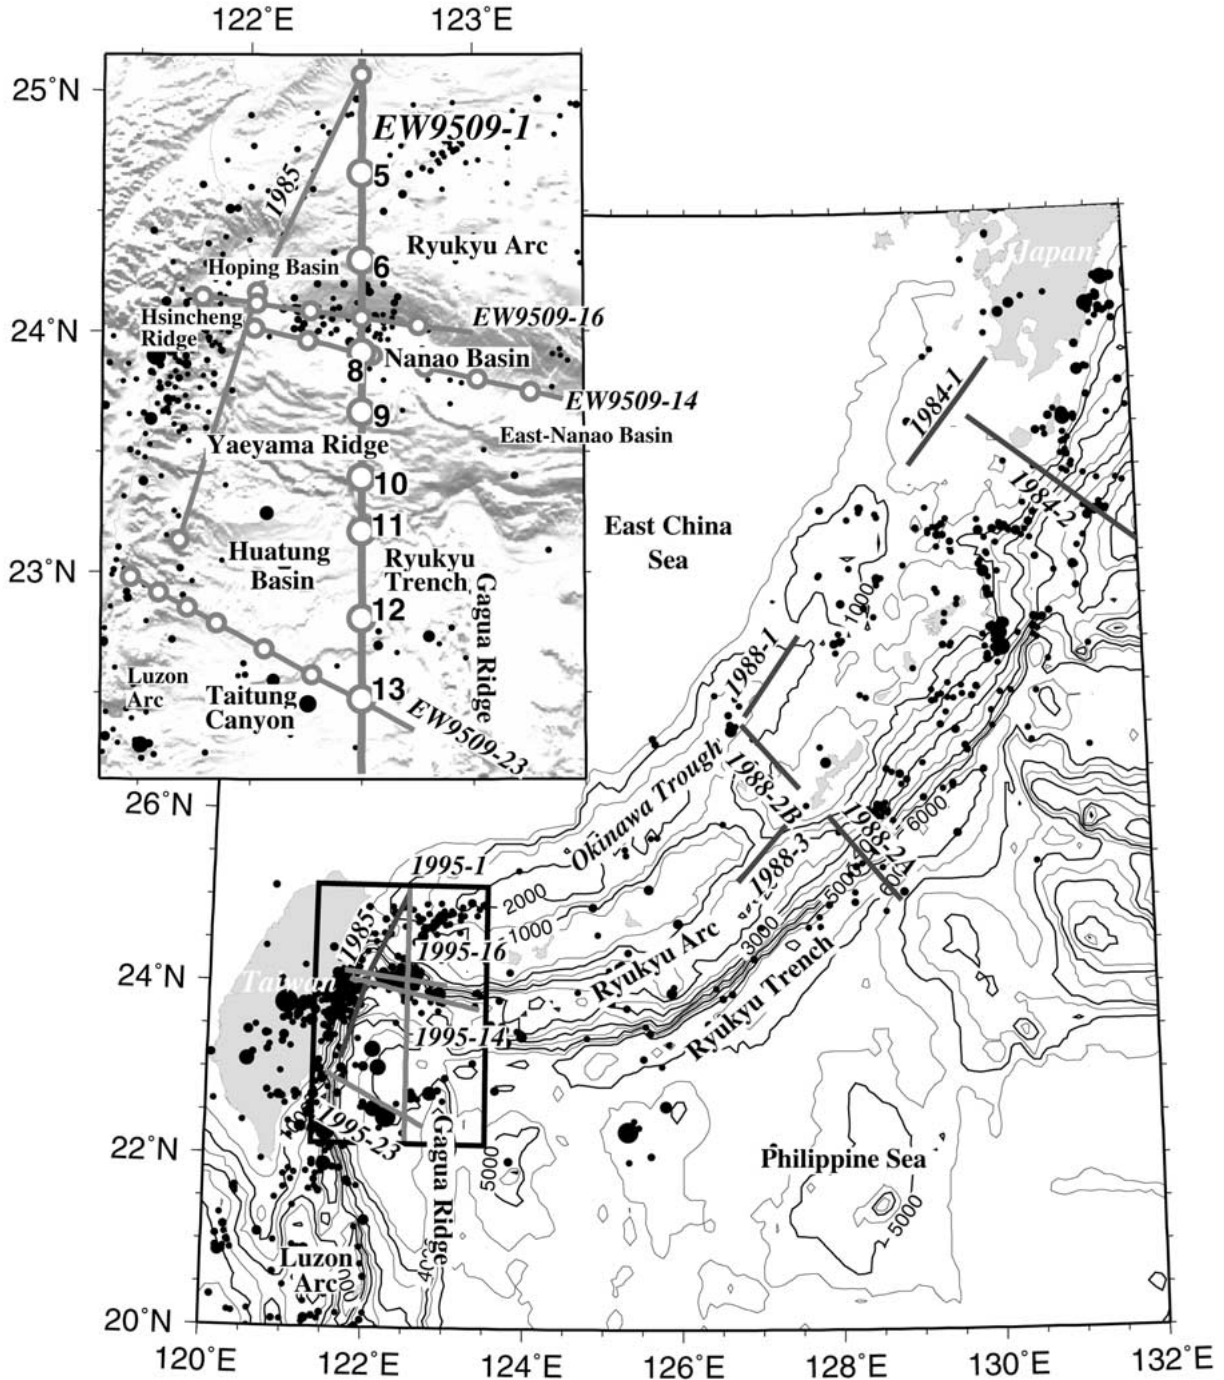 122°E
123°E
25°N
EW9509-1
5
1985
Ryukyu Arc
6
Hoping Basin
EW9509-16
24°N
Hsincheng
Ridge
Nanao Basin
8
EW9509-14
9
East-Nanao Basin
Yaeyama Ridge
10
11
Huatung
Basin
Ryukyu
Trench
23°N
Gagua Ridge
12
Luzon
Arc
13
Taitung
Canyon
EW9509-23
Japan
1984-1
1984-2
East China
Sea
1000
1988-1
Okinawa Trough
1988-2B
1988-2A
6000
1988-3
5000
26°N
1995-1
2000
1000
3000
1985
1995-16
Ryukyu Arc
24°N
Taiwan
Ryukyu Trench
1995-14
1995-23
22°N
Gagua Ridge
5000
Philippine Sea
5000
Luzon
Arc
20°N
120°E
122°E
124°E
126°E
128°E
130°E
132°E